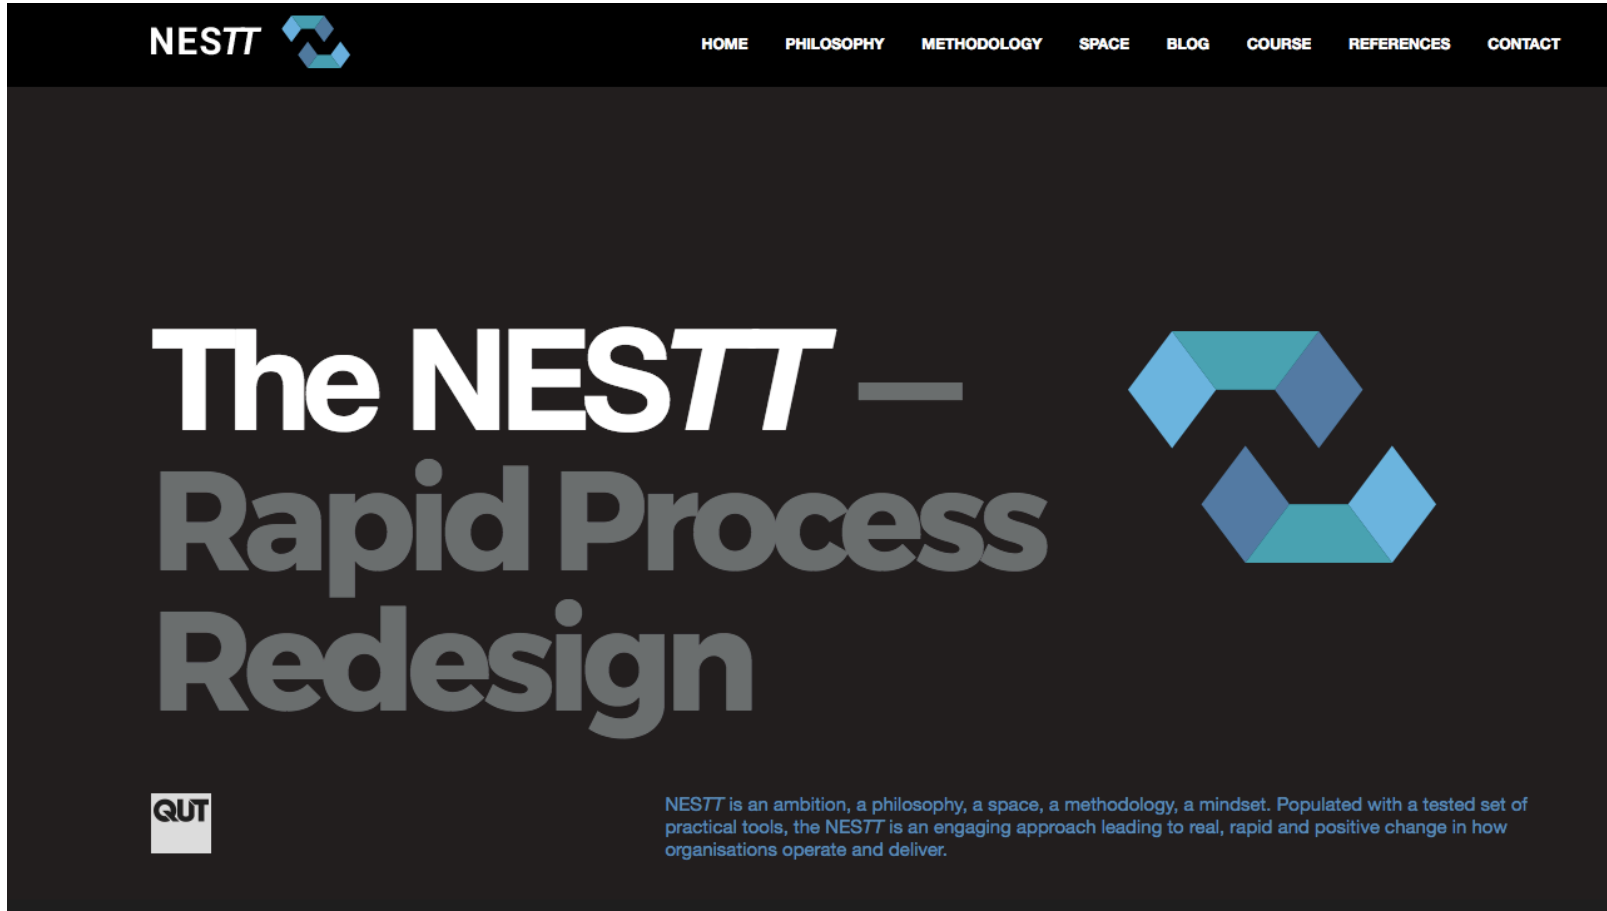 NESTT
HOME PHILOSOPHY METHODOLOGY SPACE BLOG COURSE REFERENCES CONTACT
The NESTT —
Rapid Process
Redesign
QUT
NESTT is an ambition, a philosophy, a space, a methodology, a mindset. Populated with a tested set of
practical tools, the NESTT is an engaging approach leading to real, rapid and positive change in how
organisations operate and deliver.